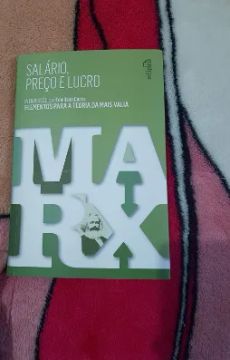 SALÁRIO,
PREÇO E LUCRO
ELEMENTOS PARA A TEORIA DA MAIS VALIA
MA
RX